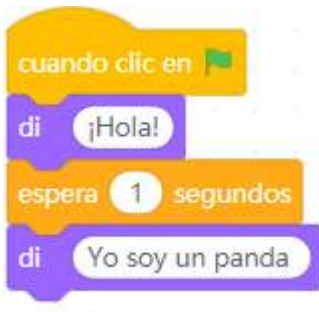 cuando clic en
di ¡Hola!
espera 1 segundos
di Yo soy un panda